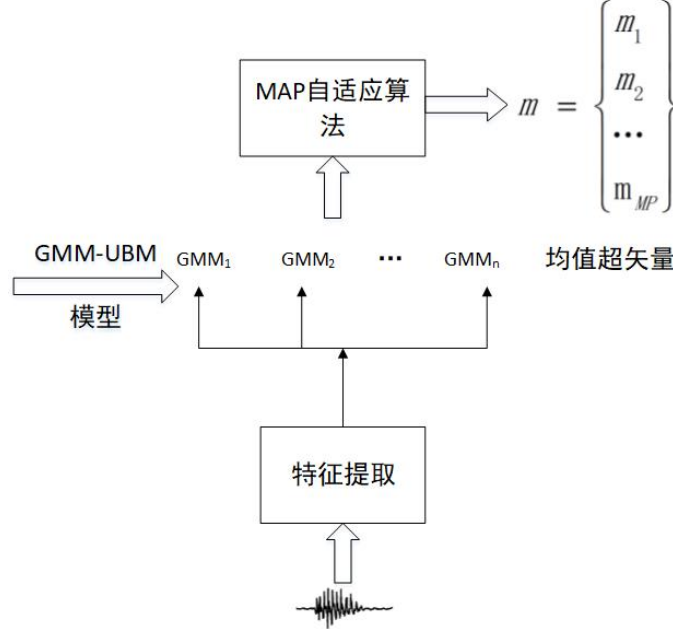 MAP自适应算
法
m = { m₁
m₂
...
m_MP }
GMM-UBM
模型
GMM₁ GMM₂ ... GMMₙ
均值超矢量
特征提取